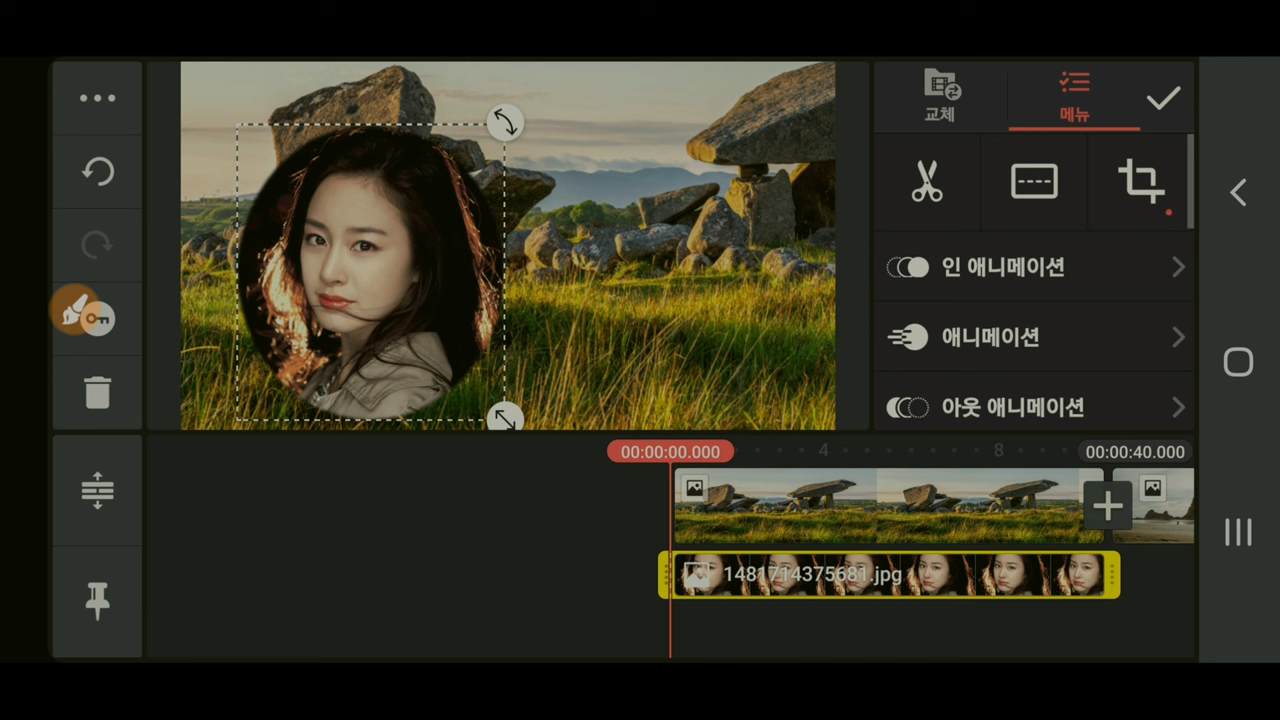 교체
메뉴
인 애니메이션
애니메이션
아웃 애니메이션
00:00:00.000
4
8
00:00:40.000
1481714375681.jpg